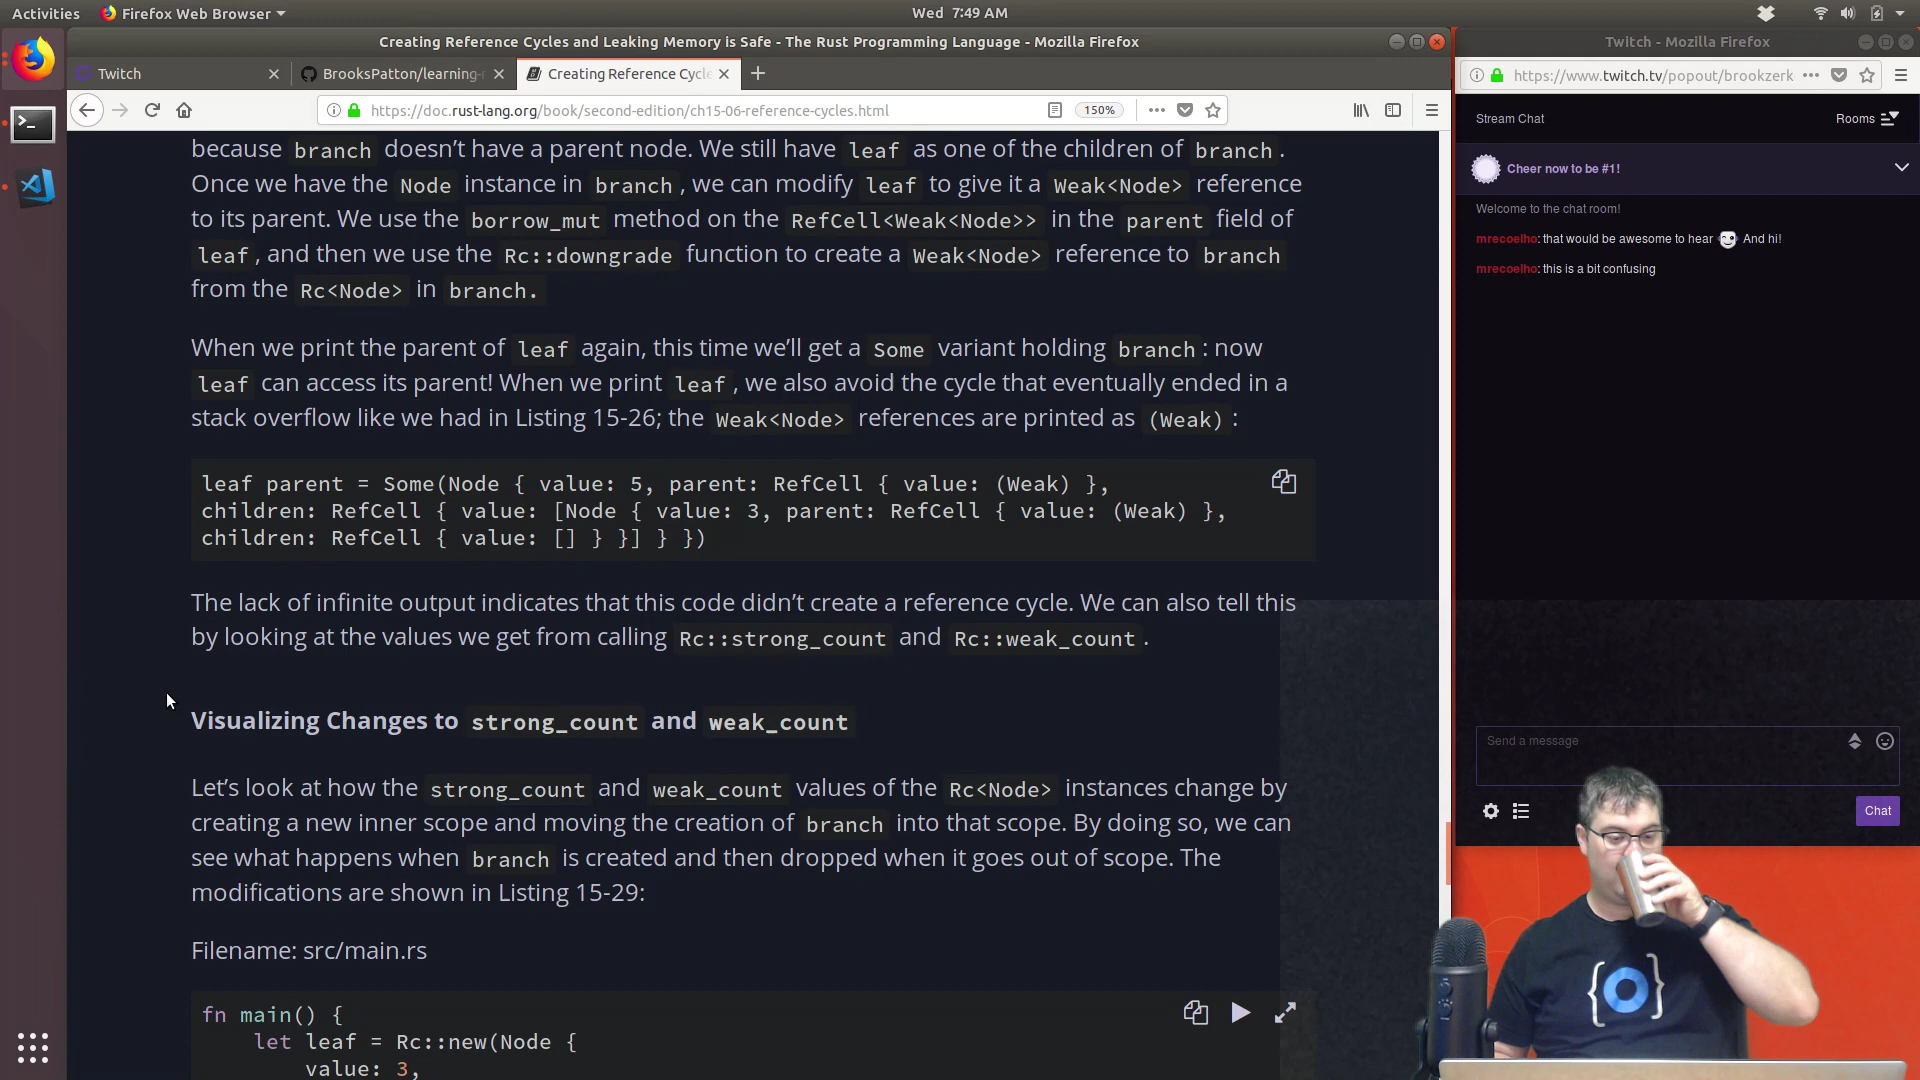 Activities
Firefox Web Browser
Wed 7:49 AM
Creating Reference Cycles and Leaking Memory is Safe - The Rust Programming Language - Mozilla Firefox
Twitch - Mozilla Firefox
Twitch
BrooksPatton/learning-
Creating Reference Cycle
https://doc.rust-lang.org/book/second-edition/ch15-06-reference-cycles.html
150%
https://www.twitch.tv/popout/brookzerk
because branch doesn’t have a parent node. We still have leaf as one of the children of branch.
Once we have the Node instance in branch, we can modify leaf to give it a Weak<Node> reference
to its parent. We use the borrow_mut method on the RefCell<Weak<Node>> in the parent field of
leaf, and then we use the Rc::downgrade function to create a Weak<Node> reference to branch
from the Rc<Node> in branch.
When we print the parent of leaf again, this time we’ll get a Some variant holding branch: now
leaf can access its parent! When we print leaf, we also avoid the cycle that eventually ended in a
stack overflow like we had in Listing 15-26; the Weak<Node> references are printed as (Weak):
leaf parent = Some(Node { value: 5, parent: RefCell { value: (Weak) },
children: RefCell { value: [Node { value: 3, parent: RefCell { value: (Weak) },
children: RefCell { value: [] } }] } })
The lack of infinite output indicates that this code didn’t create a reference cycle. We can also tell this
by looking at the values we get from calling Rc::strong_count and Rc::weak_count.
Visualizing Changes to strong_count and weak_count
Let’s look at how the strong_count and weak_count values of the Rc<Node> instances change by
creating a new inner scope and moving the creation of branch into that scope. By doing so, we can
see what happens when branch is created and then dropped when it goes out of scope. The
modifications are shown in Listing 15-29:
Filename: src/main.rs
fn main() {
let leaf = Rc::new(Node {
value: 3,
Stream Chat
Rooms
Cheer now to be #1!
Welcome to the chat room!
mrecoelho: that would be awesome to hear And hi!
mrecoelho: this is a bit confusing
Send a message
Chat